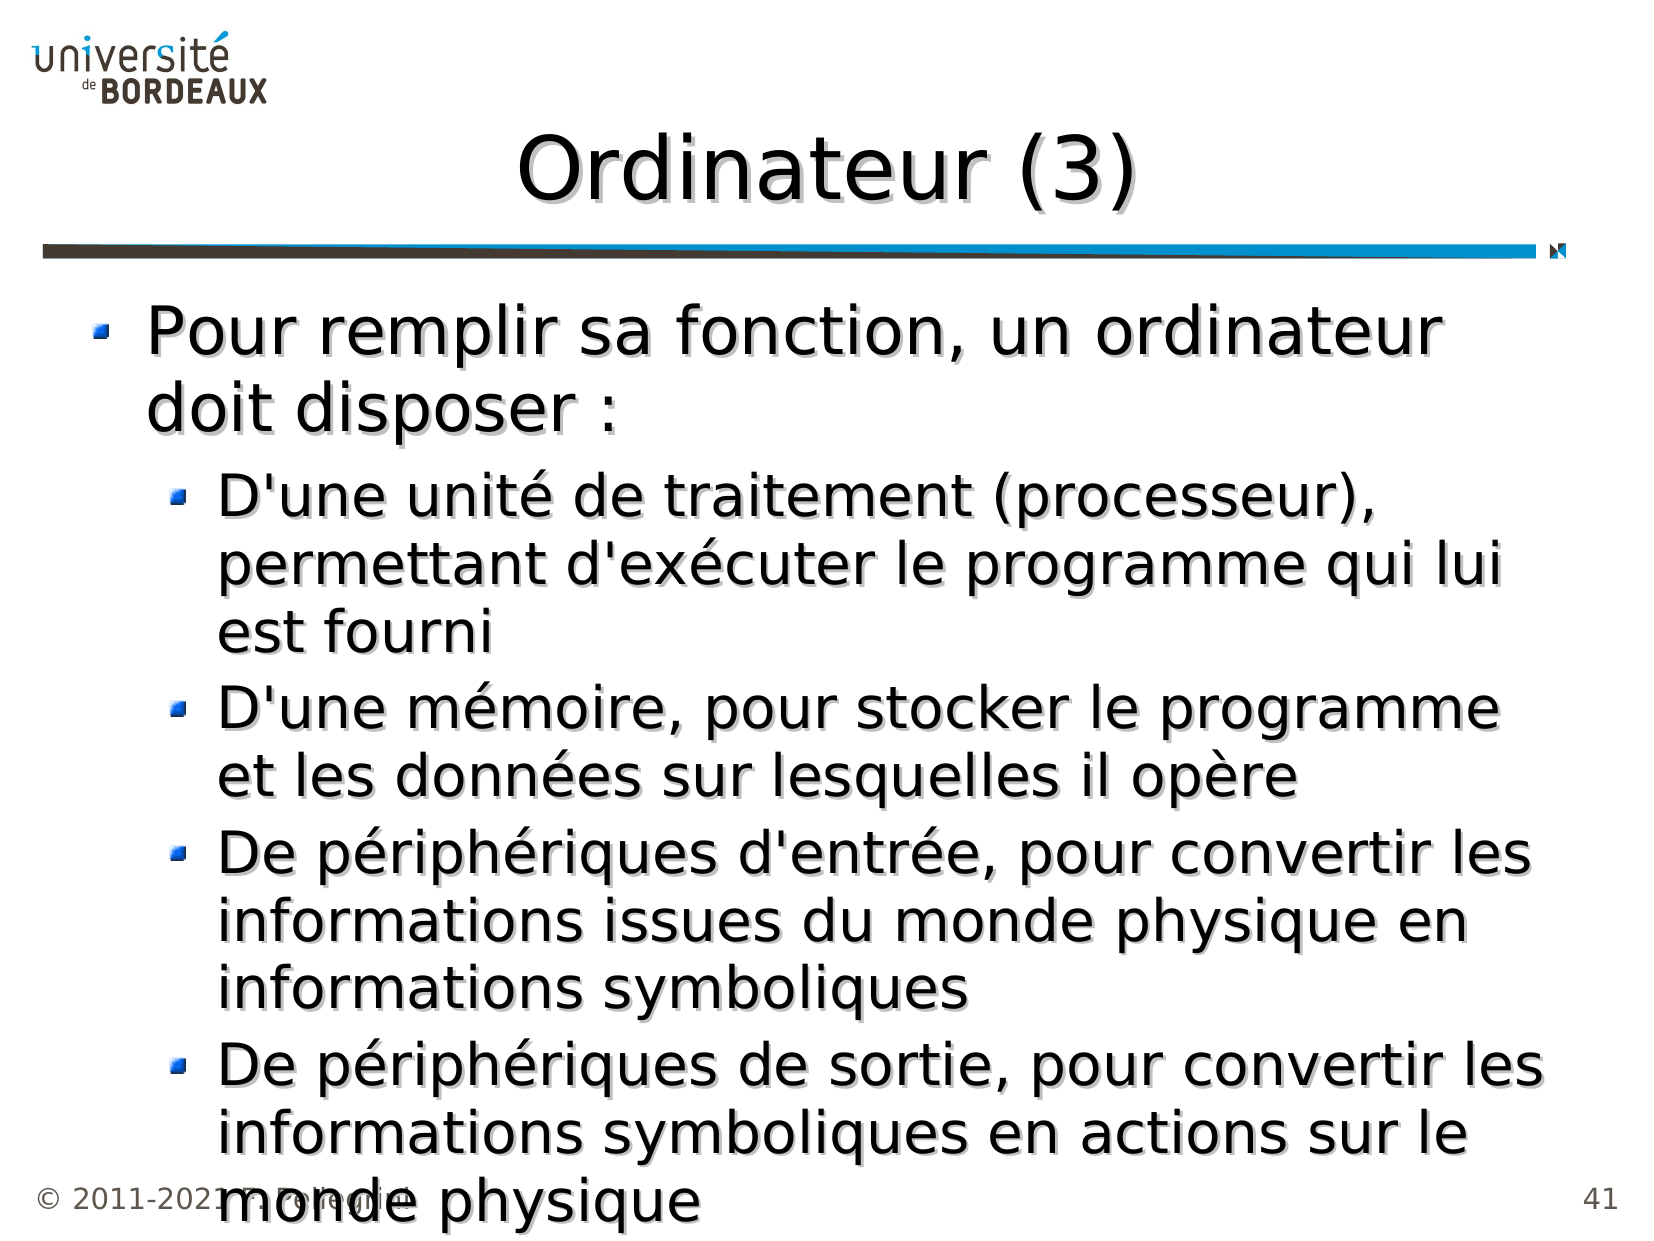 université
de BORDEAUX
Ordinateur (3)
Pour remplir sa fonction, un ordinateur
doit disposer :
D'une unité de traitement (processeur),
permettant d'exécuter le programme qui lui
est fourni
D'une mémoire, pour stocker le programme
et les données sur lesquelles il opère
De périphériques d'entrée, pour convertir les
informations issues du monde physique en
informations symboliques
De périphériques de sortie, pour convertir les
informations symboliques en actions sur le
monde physique
© 2011-2021 F. Pellegrini
41